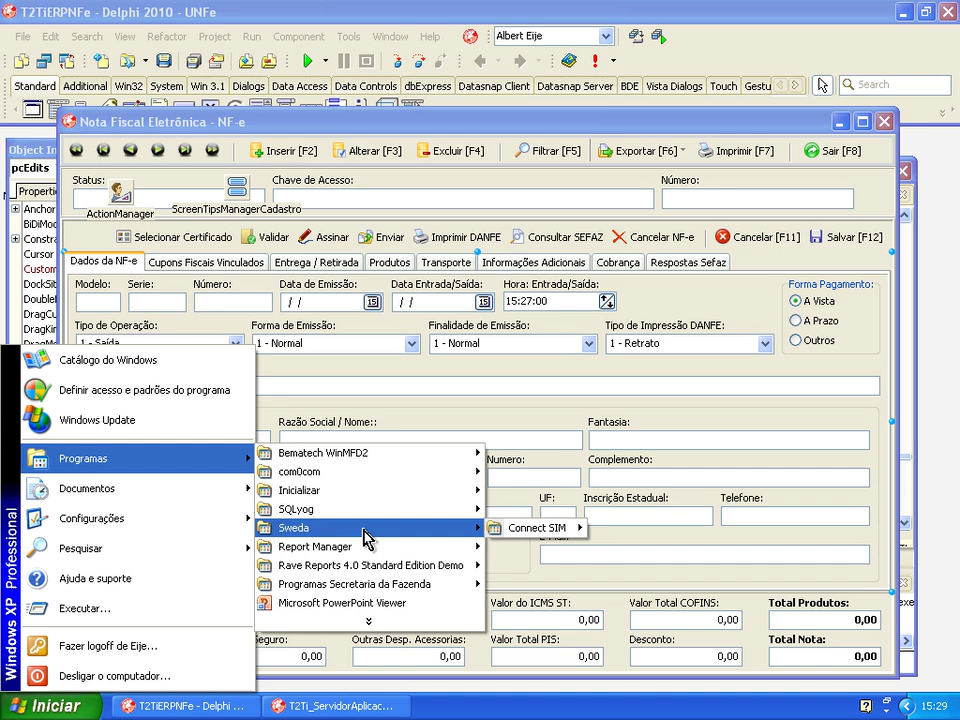 T2TiERPNFe - Delphi 2010 - UNFe
File Edit Search View Refactor Project Run Component Tools Window Help Albert Eije
Standard Additional Win32 System Win 3.1 Dialogs Data Access Data Controls dbExpress Datasnap Client Datasnap Server BDE Vista Dialogs Touch Gestu Search
Nota Fiscal Eletrônica - NF-e
Object In
pcEdits
Properti
Anchor
BiDiMod
Constra
Cursor
Custom
DockSit
Double
DragCu
DragKin
Inserir [F2] Alterar [F3] Excluir [F4] Filtrar [F5] Exportar [F6] Imprimir [F7] Sair [F8]
Status: Chave de Acesso: Número:
ActionManager ScreenTipsManagerCadastro
Selecionar Certificado Validar Assinar Enviar Imprimir DANFE Consultar SEFAZ Cancelar NF-e Cancelar [F11] Salvar [F12]
Dados da NF-e Cupons Fiscais Vinculados Entrega / Retirada Produtos Transporte Informações Adicionais Cobrança Respostas Sefaz
Modelo: Serie: Número: Data de Emissão: Data Entrada/Saída: Hora: Entrada/Saída: Forma Pagamento:
/ / 15 / / 15 15:27:00 A Vista
A Prazo
Outros
Tipo de Operação: Forma de Emissão: Finalidade de Emissão: Tipo de Impressão DANFE:
1 - Saída 1 - Normal 1 - Normal 1 - Retrato
Razão Social / Nome:: Fantasia:
Numero: Complemento:
UF: Inscrição Estadual: Telefone:
Valor do ICMS ST: Valor Total COFINS: Total Produtos:
0,00 0,00 0,00
Seguro: Outras Desp. Acessorias: Valor Total PIS: Desconto: Total Nota:
0,00 0,00 0,00 0,00 0,00
Windows XP Professional
Catálogo do Windows
Definir acesso e padrões do programa
Windows Update
Programas
Documentos
Configurações
Pesquisar
Ajuda e suporte
Executar...
Fazer logoff de Eije...
Desligar o computador...
Bematech WinMFD2
com0com
Inicializar
SQLyog
Sweda
Report Manager
Rave Reports 4.0 Standard Edition Demo
Programas Secretaria da Fazenda
Microsoft PowerPoint Viewer
Connect SIM
Iniciar T2TiERPNFe - Delphi ... T2Ti_ServidorAplicac... 15:29